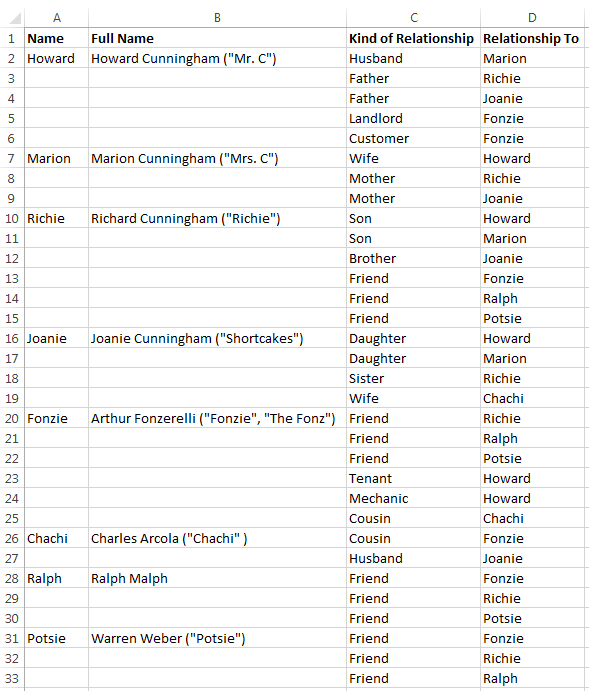 A B C D
1 Name Full Name Kind of Relationship Relationship To
2 Howard Howard Cunningham ("Mr. C") Husband Marion
3 Father Richie
4 Father Joanie
5 Landlord Fonzie
6 Customer Fonzie
7 Marion Marion Cunningham ("Mrs. C") Wife Howard
8 Mother Richie
9 Mother Joanie
10 Richie Richard Cunningham ("Richie") Son Howard
11 Son Marion
12 Brother Joanie
13 Friend Fonzie
14 Friend Ralph
15 Friend Potsie
16 Joanie Joanie Cunningham ("Shortcakes") Daughter Howard
17 Daughter Marion
18 Sister Richie
19 Wife Chachi
20 Fonzie Arthur Fonzerelli ("Fonzie", "The Fonz") Friend Richie
21 Friend Ralph
22 Friend Potsie
23 Tenant Howard
24 Mechanic Howard
25 Cousin Chachi
26 Chachi Charles Arcola ("Chachi" ) Cousin Fonzie
27 Husband Joanie
28 Ralph Ralph Malph Friend Fonzie
29 Friend Richie
30 Friend Potsie
31 Potsie Warren Weber ("Potsie") Friend Fonzie
32 Friend Richie
33 Friend Ralph